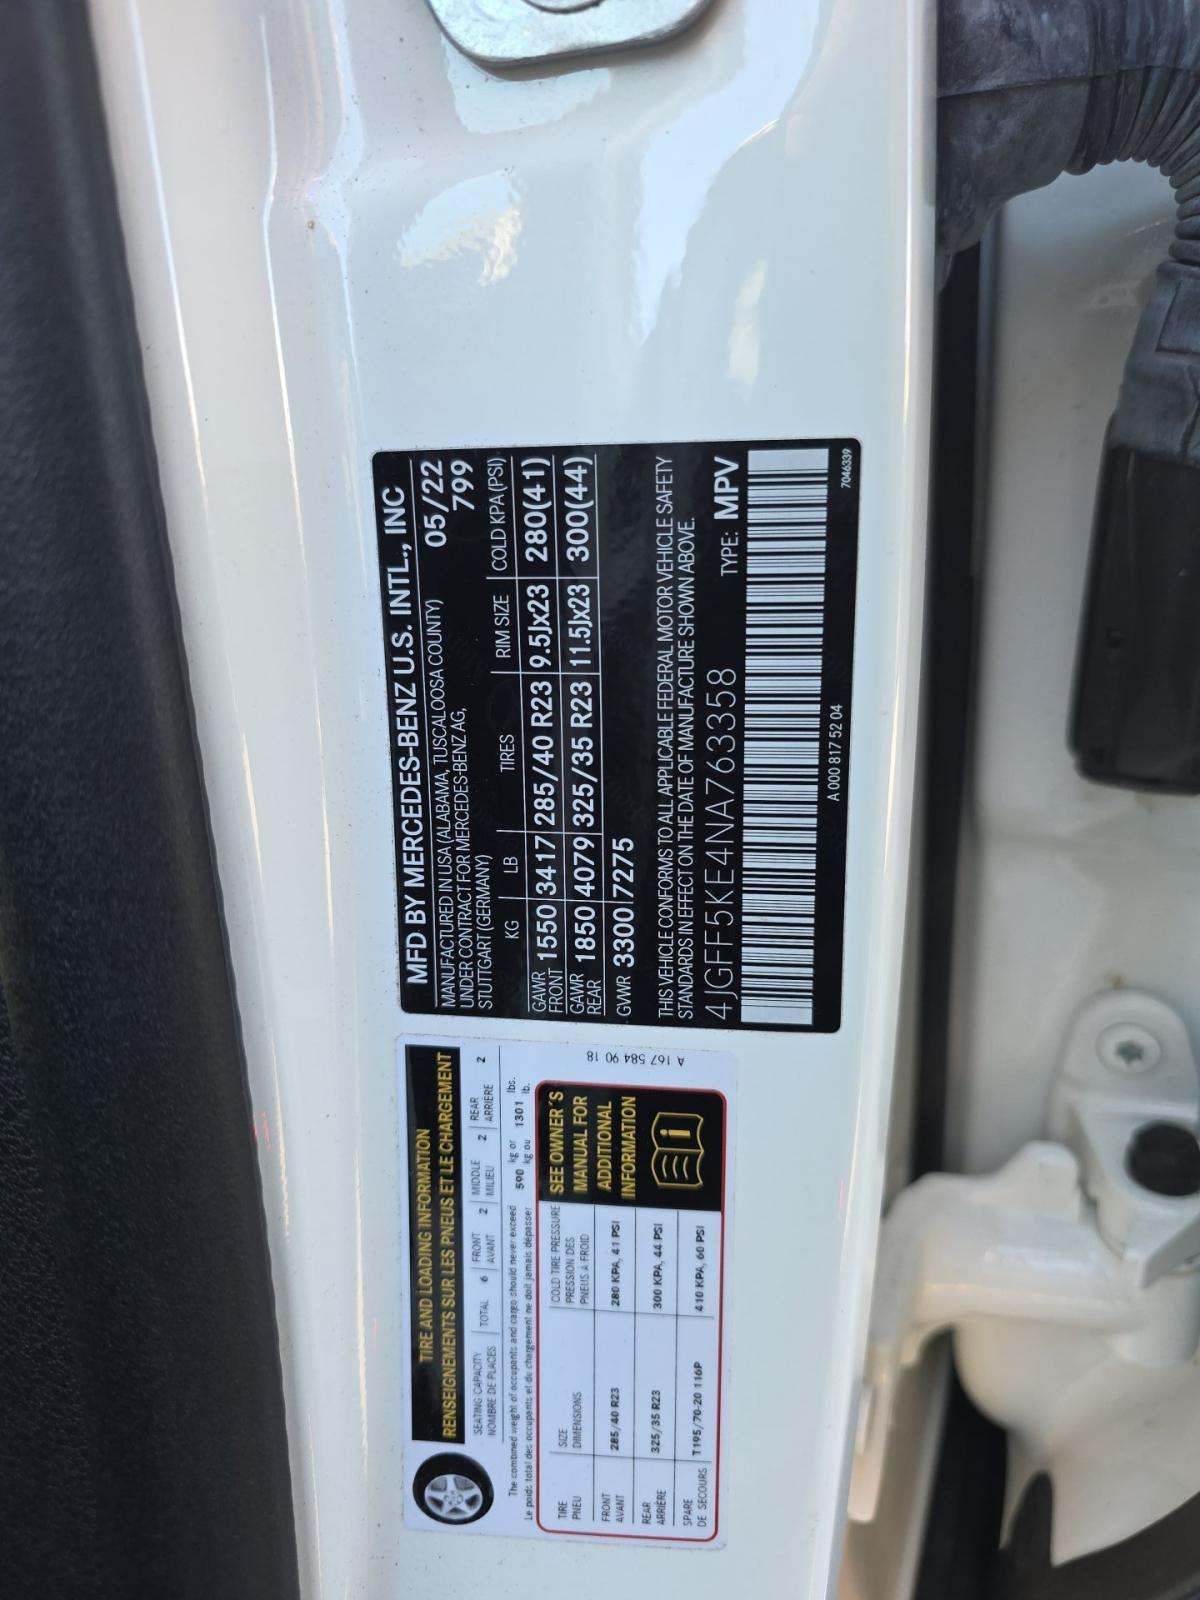 MFD BY MERCEDES-BENZ U.S. INTL., INC
MANUFACTURED IN USA (ALABAMA, TUSCALOOSA COUNTY) 05/22
UNDER CONTRACT FOR MERCEDES-BENZ AG, 799
STUTTGART (GERMANY)
KG LB TIRES RIM SIZE COLD KPA (PSI)
GAWR FRONT 1550 3417 285/40 R23 9.5Jx23 280(41)
GAWR REAR 1850 4079 325/35 R23 11.5Jx23 300(44)
GVWR 3300 7275
THIS VEHICLE CONFORMS TO ALL APPLICABLE FEDERAL MOTOR VEHICLE SAFETY
STANDARDS IN EFFECT ON THE DATE OF MANUFACTURE SHOWN ABOVE.
4JGFF5KE4NA763358 TYPE: MPV
A 000 817 52 04 7046339
TIRE AND LOADING INFORMATION
RENSEIGNEMENTS SUR LES PNEUS ET LE CHARGEMENT
SEATING CAPACITY TOTAL 6 FRONT 2 MIDDLE 2 REAR 2
NOMBRE DE PLACES AVANT MILIEU ARRIÈRE
The combined weight of occupants and cargo should never exceed 590 kg or 1301 lbs.
Le poids total des occupants et du chargement ne doit jamais dépasser kg ou lb.
TIRE SIZE COLD TIRE PRESSURE
PNEU DIMENSIONS PRESSION DES
PNEUS À FROID
FRONT 285/40 R23 280 KPA, 41 PSI
AVANT
REAR 325/35 R23 300 KPA, 44 PSI
ARRIÈRE
SPARE T195/70-20 116P 410 KPA, 60 PSI
DE SECOURS
SEE OWNER'S
MANUAL FOR
ADDITIONAL
INFORMATION
i
A 167 584 90 18